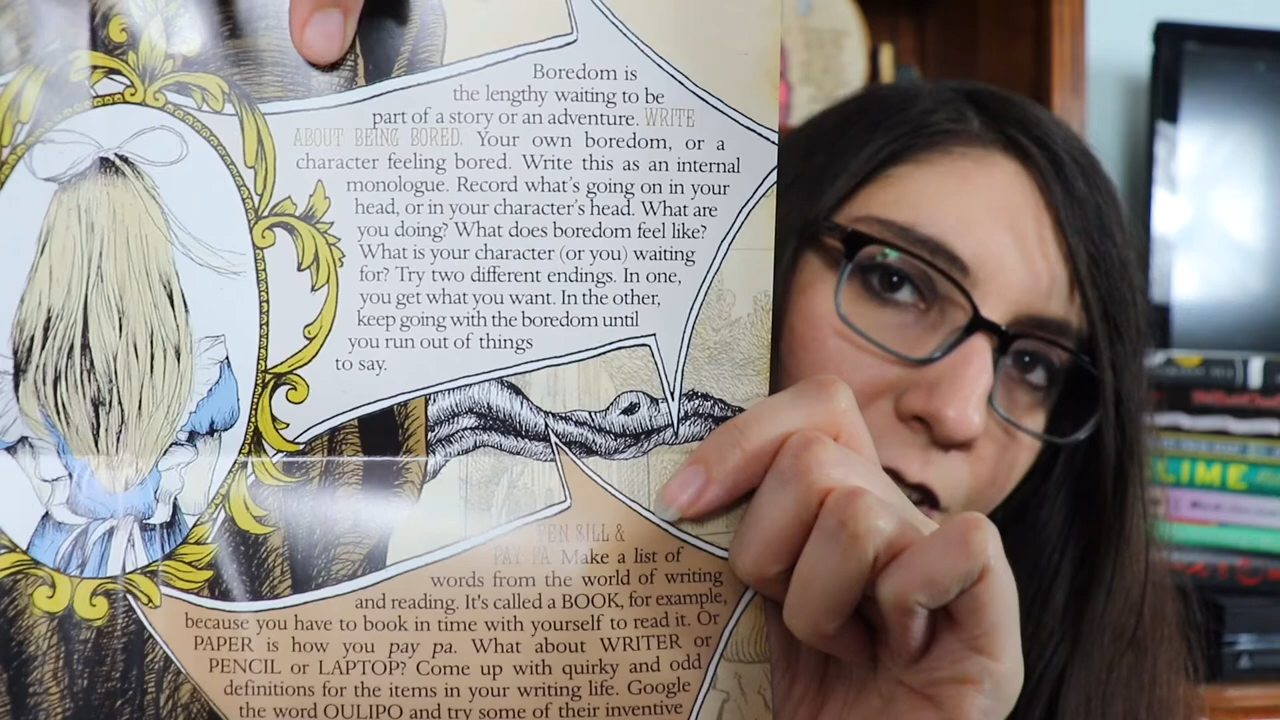 Boredom is
the lengthy waiting to be
part of a story or an adventure. WRITE
ABOUT BEING BORED. Your own boredom, or a
character feeling bored. Write this as an internal
monologue. Record what's going on in your
head, or in your character's head. What are
you doing? What does boredom feel like?
What is your character (or you) waiting
for? Try two different endings. In one,
you get what you want. In the other,
keep going with the boredom until
you run out of things
to say.
PEN SILL &
PAY PA Make a list of
words from the world of writing
and reading. It's called a BOOK, for example,
because you have to book in time with yourself to read it. Or
PAPER is how you pay pa. What about WRITER or
PENCIL or LAPTOP? Come up with quirky and odd
definitions for the items in your writing life. Google
the word OULIPO and try some of their inventive
LIME